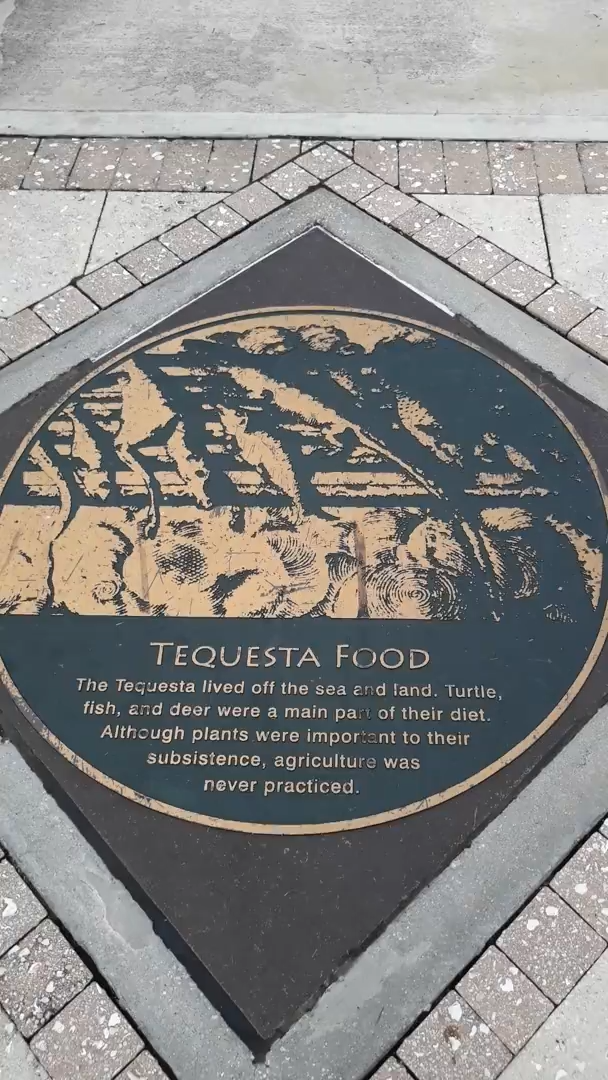 TEQUESTA FOOD
The Tequesta lived off the sea and land. Turtle,
fish, and deer were a main part of their diet.
Although plants were important to their
subsistence, agriculture was
never practiced.